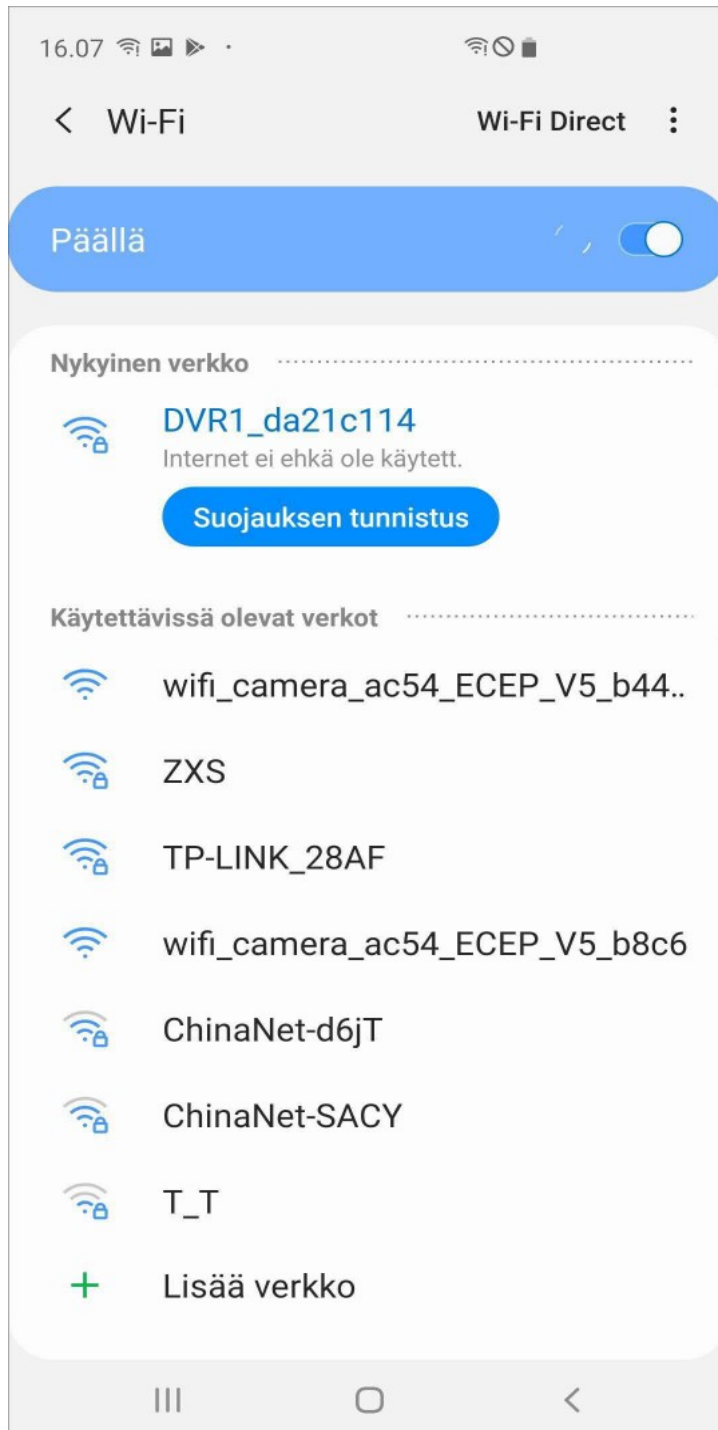 16.07
Wi-Fi
Wi-Fi Direct
Päällä
Nykyinen verkko
DVR1_da21c114
Internet ei ehkä ole käytett.
Suojauksen tunnistus
Käytettävissä olevat verkot
wifi_camera_ac54_ECEP_V5_b44..
ZXS
TP-LINK_28AF
wifi_camera_ac54_ECEP_V5_b8c6
ChinaNet-d6jT
ChinaNet-SACY
T_T
Lisää verkko